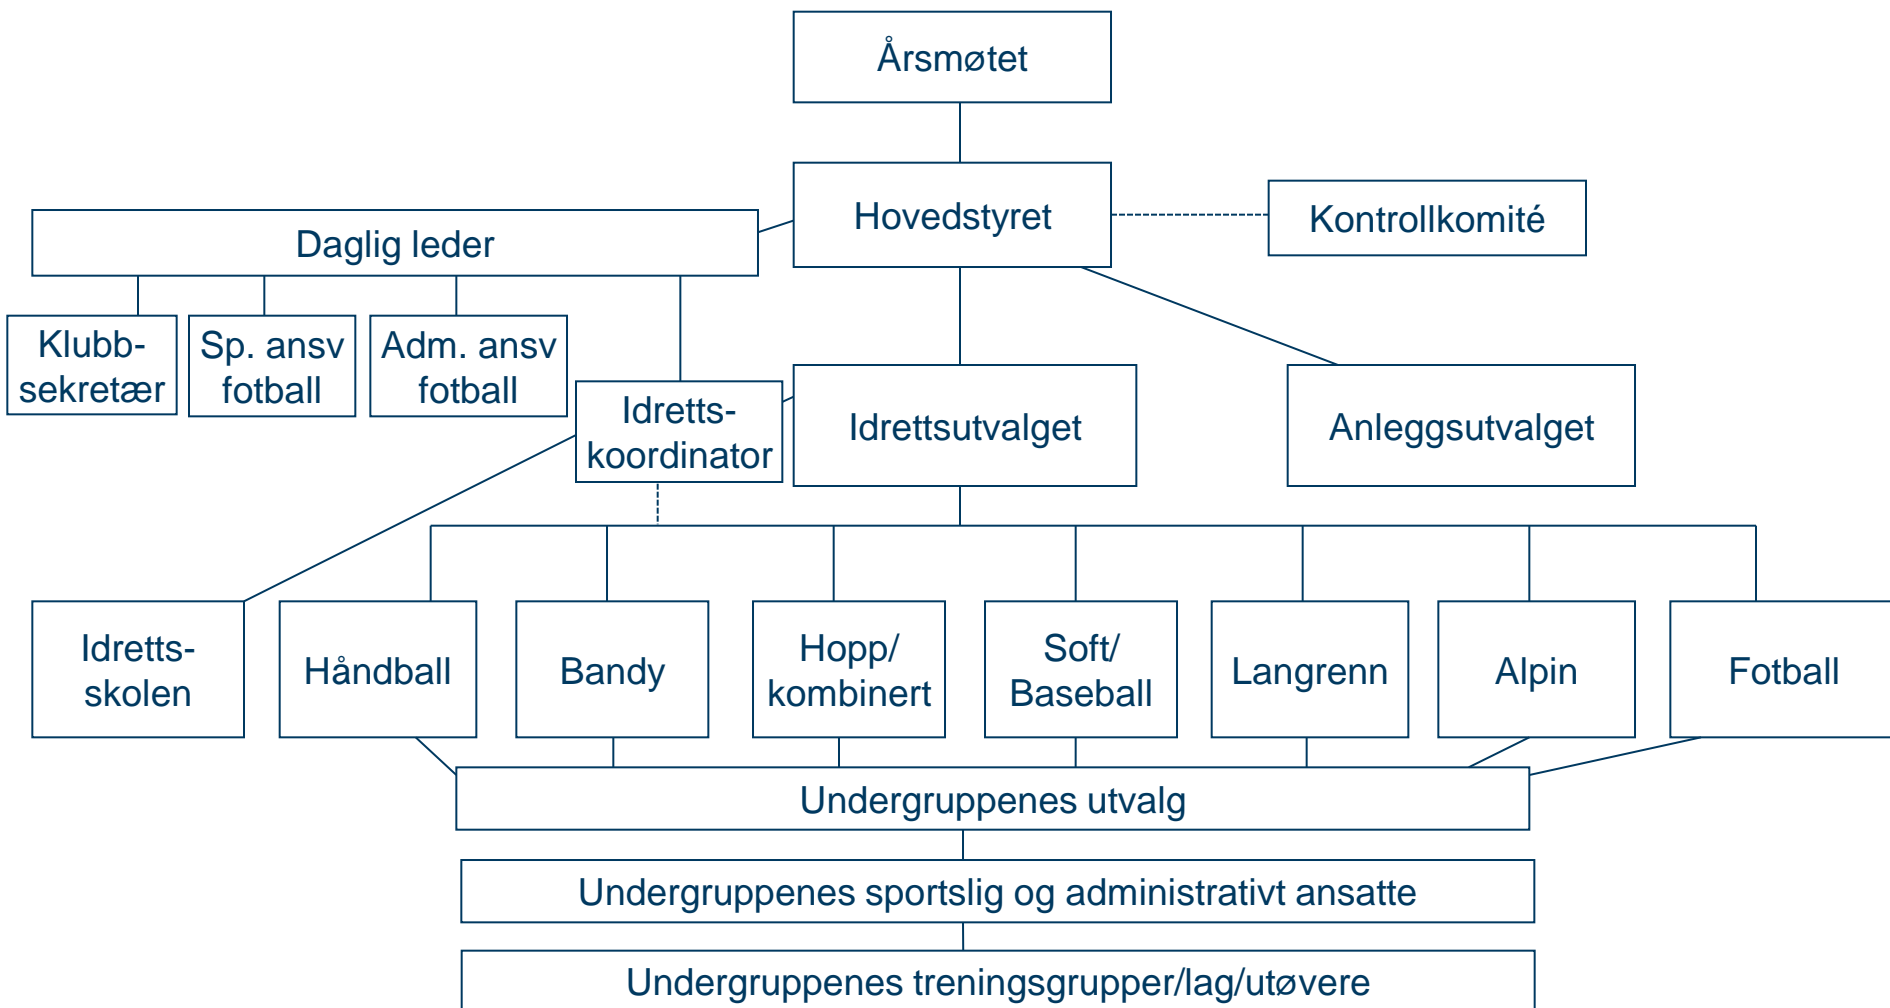 Årsmøtet
Hovedstyret
Kontrollkomité
Daglig leder
Klubb-
sekretær
Sp. ansv
fotball
Adm. ansv
fotball
Idretts-
koordinator
Idrettsutvalget
Anleggsutvalget
Idretts-
skolen
Håndball
Bandy
Hopp/
kombinert
Soft/
Baseball
Langrenn
Alpin
Fotball
Undergruppenes utvalg
Undergruppenes sportslig og administrativt ansatte
Undergruppenes treningsgrupper/lag/utøvere